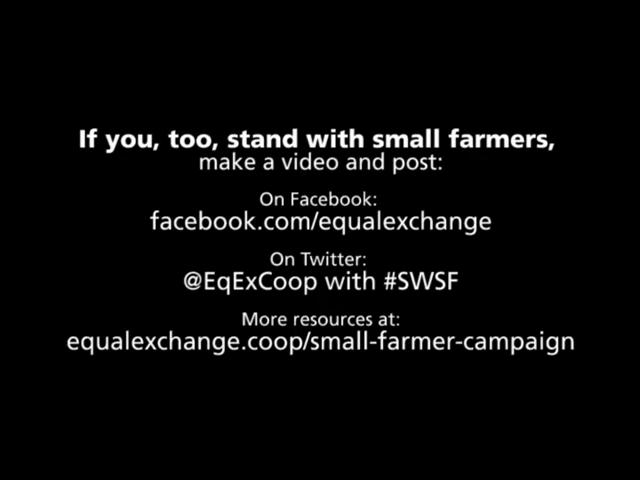 If you, too, stand with small farmers,
make a video and post:
On Facebook:
facebook.com/equalexchange
On Twitter:
@EqExCoop with #SWSF
More resources at:
equalexchange.coop/small-farmer-campaign